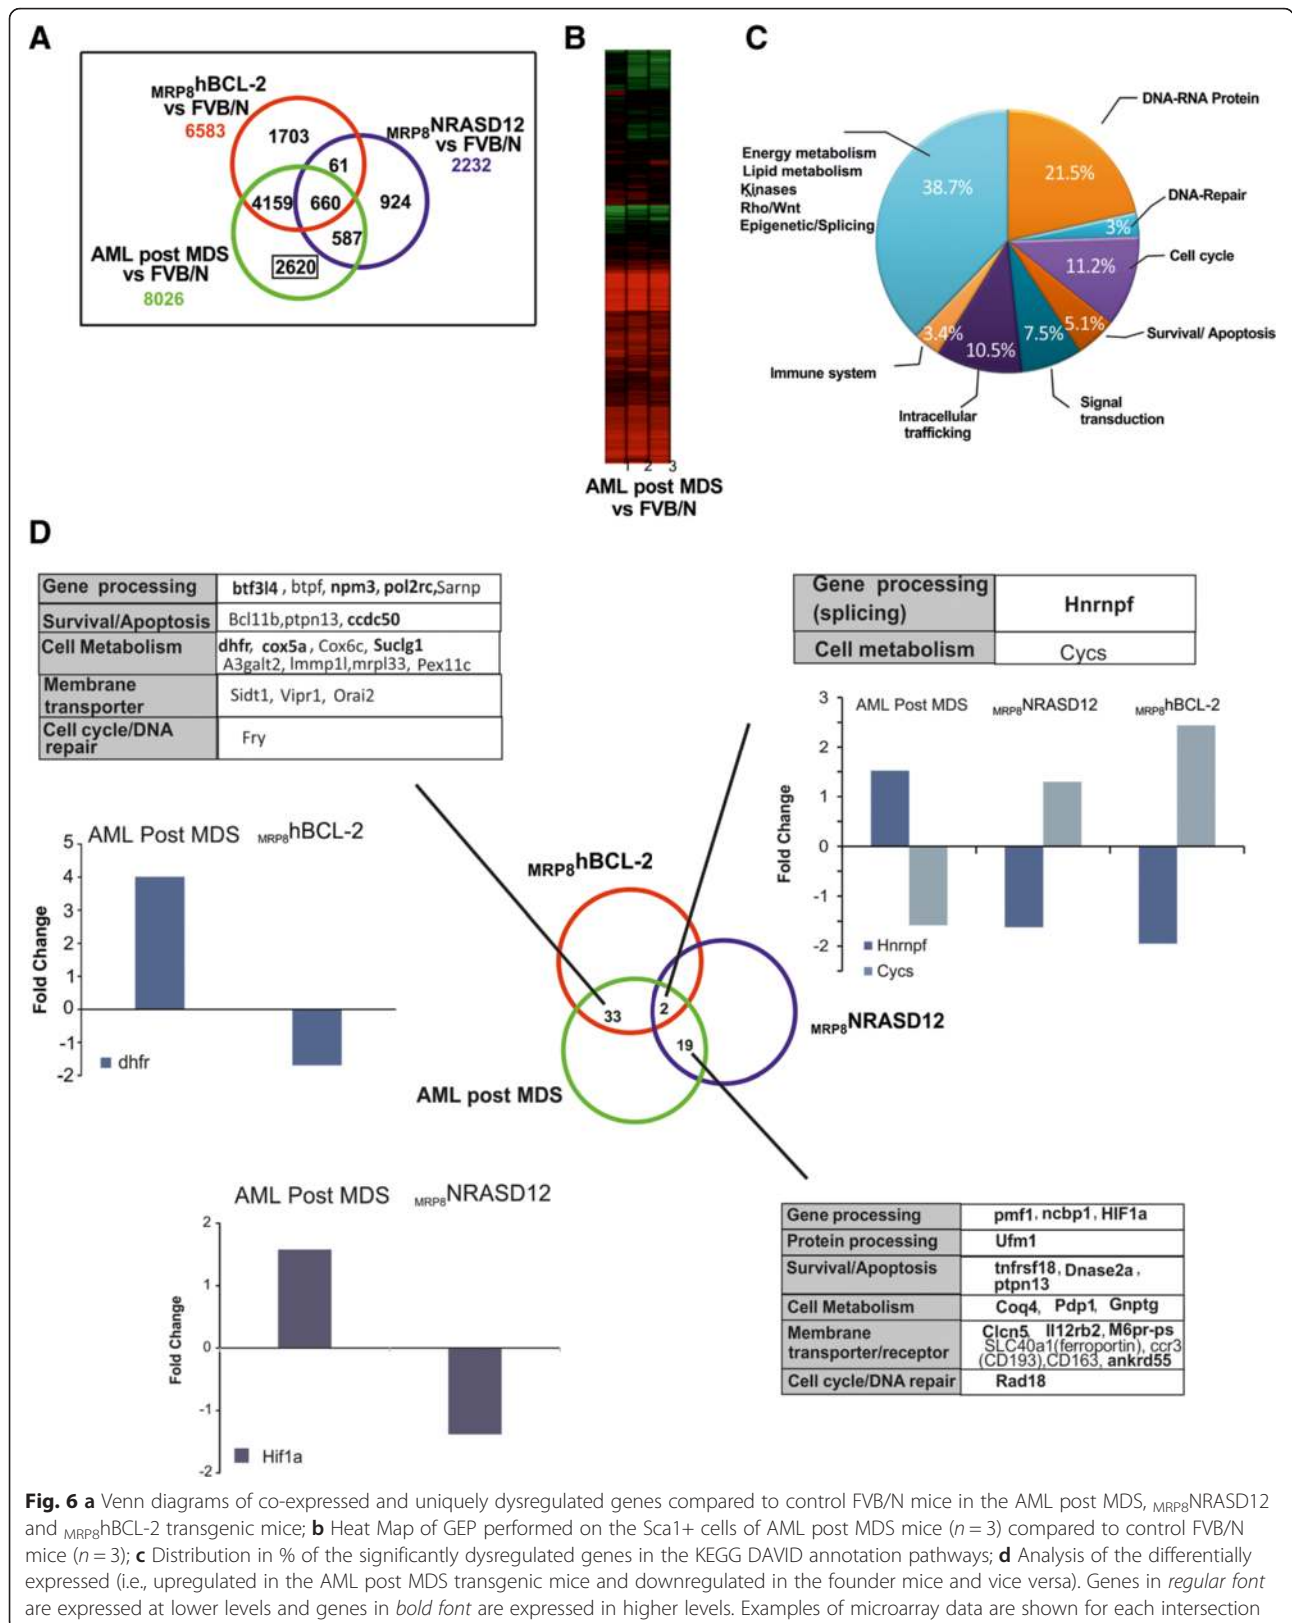 A
MRP8hBCL-2
vs FVB/N
6583
MRP8NRASD12
vs FVB/N
2232
1703
61
4159
660
924
587
2620
AML post MDS
vs FVB/N
8026
B
1 2 3
AML post MDS
vs FVB/N
C
DNA-RNA Protein
Energy metabolism
Lipid metabolism
Kinases
Rho/Wnt
Epigenetic/Splicing
38.7%
21.5%
DNA-Repair
3%
Cell cycle
11.2%
5.1%
Survival/ Apoptosis
7.5%
3.4%
10.5%
Immune system
Signal
transduction
Intracellular
trafficking
D
Gene processing btf3l4 , btpf, npm3, pol2rc,Sarnp
Survival/Apoptosis Bcl11b,ptpn13, ccdc50
Cell Metabolism dhfr, cox5a , Cox6c, Suclg1
A3galt2, Immp1l,mrpl33, Pex11c
Membrane
transporter Sidt1, Vipr1, Orai2
Cell cycle/DNA
repair Fry
Gene processing
(splicing) Hnrnpf
Cell metabolism Cycs
AML Post MDS MRP8NRASD12 MRP8hBCL-2
3
2
1
0
-1
-2
Fold Change
Hnrnpf
Cycs
AML Post MDS MRP8hBCL-2
5
4
3
2
1
0
-1
-2
Fold Change
dhfr
MRP8hBCL-2
33
2
19
MRP8NRASD12
AML post MDS
AML Post MDS MRP8NRASD12
2
1
0
-1
-2
Fold Change
Hif1a
Gene processing pmf1, ncbp1, HIF1a
Protein processing Ufm1
Survival/Apoptosis tnfrsf18, Dnase2a ,
ptpn13
Cell Metabolism Coq4, Pdp1, Gnptg
Membrane
transporter/receptor Clcn5, Il12rb2, M6pr-ps
SLC40a1(ferroportin), ccr3
(CD193),CD163, ankrd55
Cell cycle/DNA repair Rad18
Fig. 6 a Venn diagrams of co-expressed and uniquely dysregulated genes compared to control FVB/N mice in the AML post MDS, MRP8NRASD12
and MRP8hBCL-2 transgenic mice; b Heat Map of GEP performed on the Sca1+ cells of AML post MDS mice (n = 3) compared to control FVB/N
mice (n = 3); c Distribution in % of the significantly dysregulated genes in the KEGG DAVID annotation pathways; d Analysis of the differentially
expressed (i.e., upregulated in the AML post MDS transgenic mice and downregulated in the founder mice and vice versa). Genes in regular font
are expressed at lower levels and genes in bold font are expressed in higher levels. Examples of microarray data are shown for each intersection